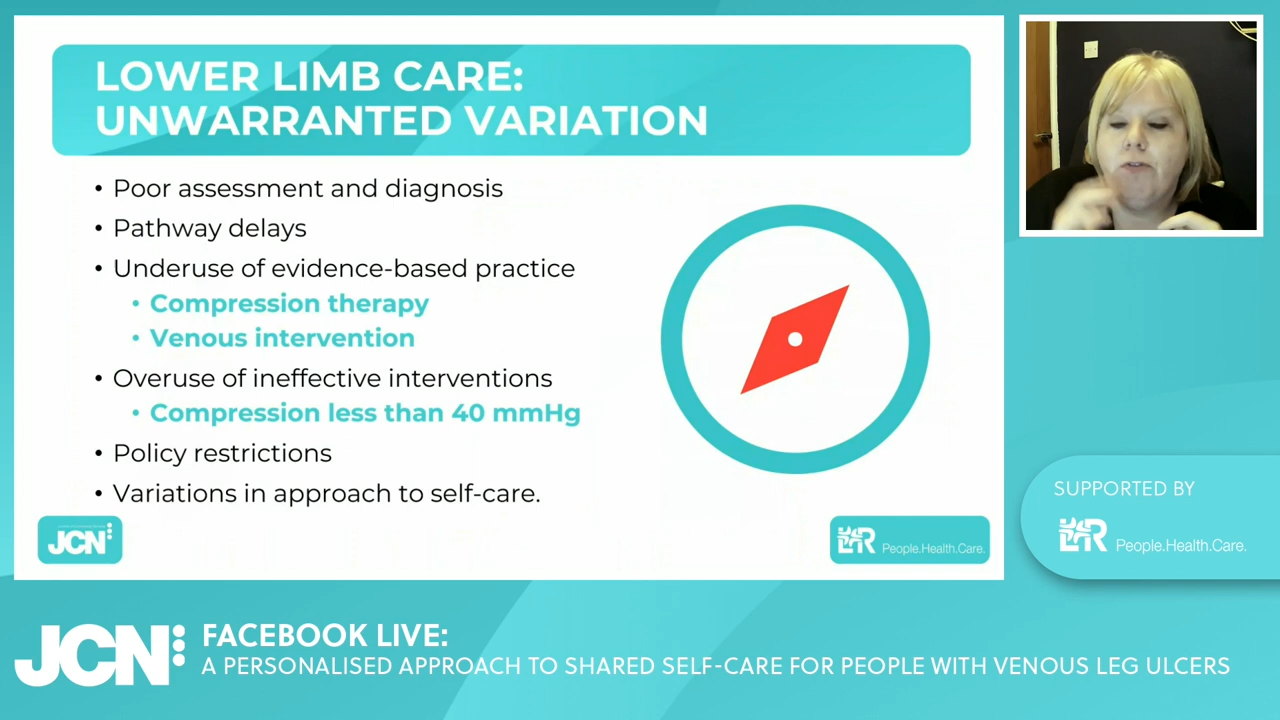 LOWER LIMB CARE:
UNWARRANTED VARIATION
• Poor assessment and diagnosis
• Pathway delays
• Underuse of evidence-based practice
• Compression therapy
• Venous intervention
• Overuse of ineffective interventions
• Compression less than 40 mmHg
• Policy restrictions
• Variations in approach to self-care.
JCN
L&R People.Health.Care.
SUPPORTED BY
L&R People.Health.Care.
JCN
FACEBOOK LIVE:
A PERSONALISED APPROACH TO SHARED SELF-CARE FOR PEOPLE WITH VENOUS LEG ULCERS